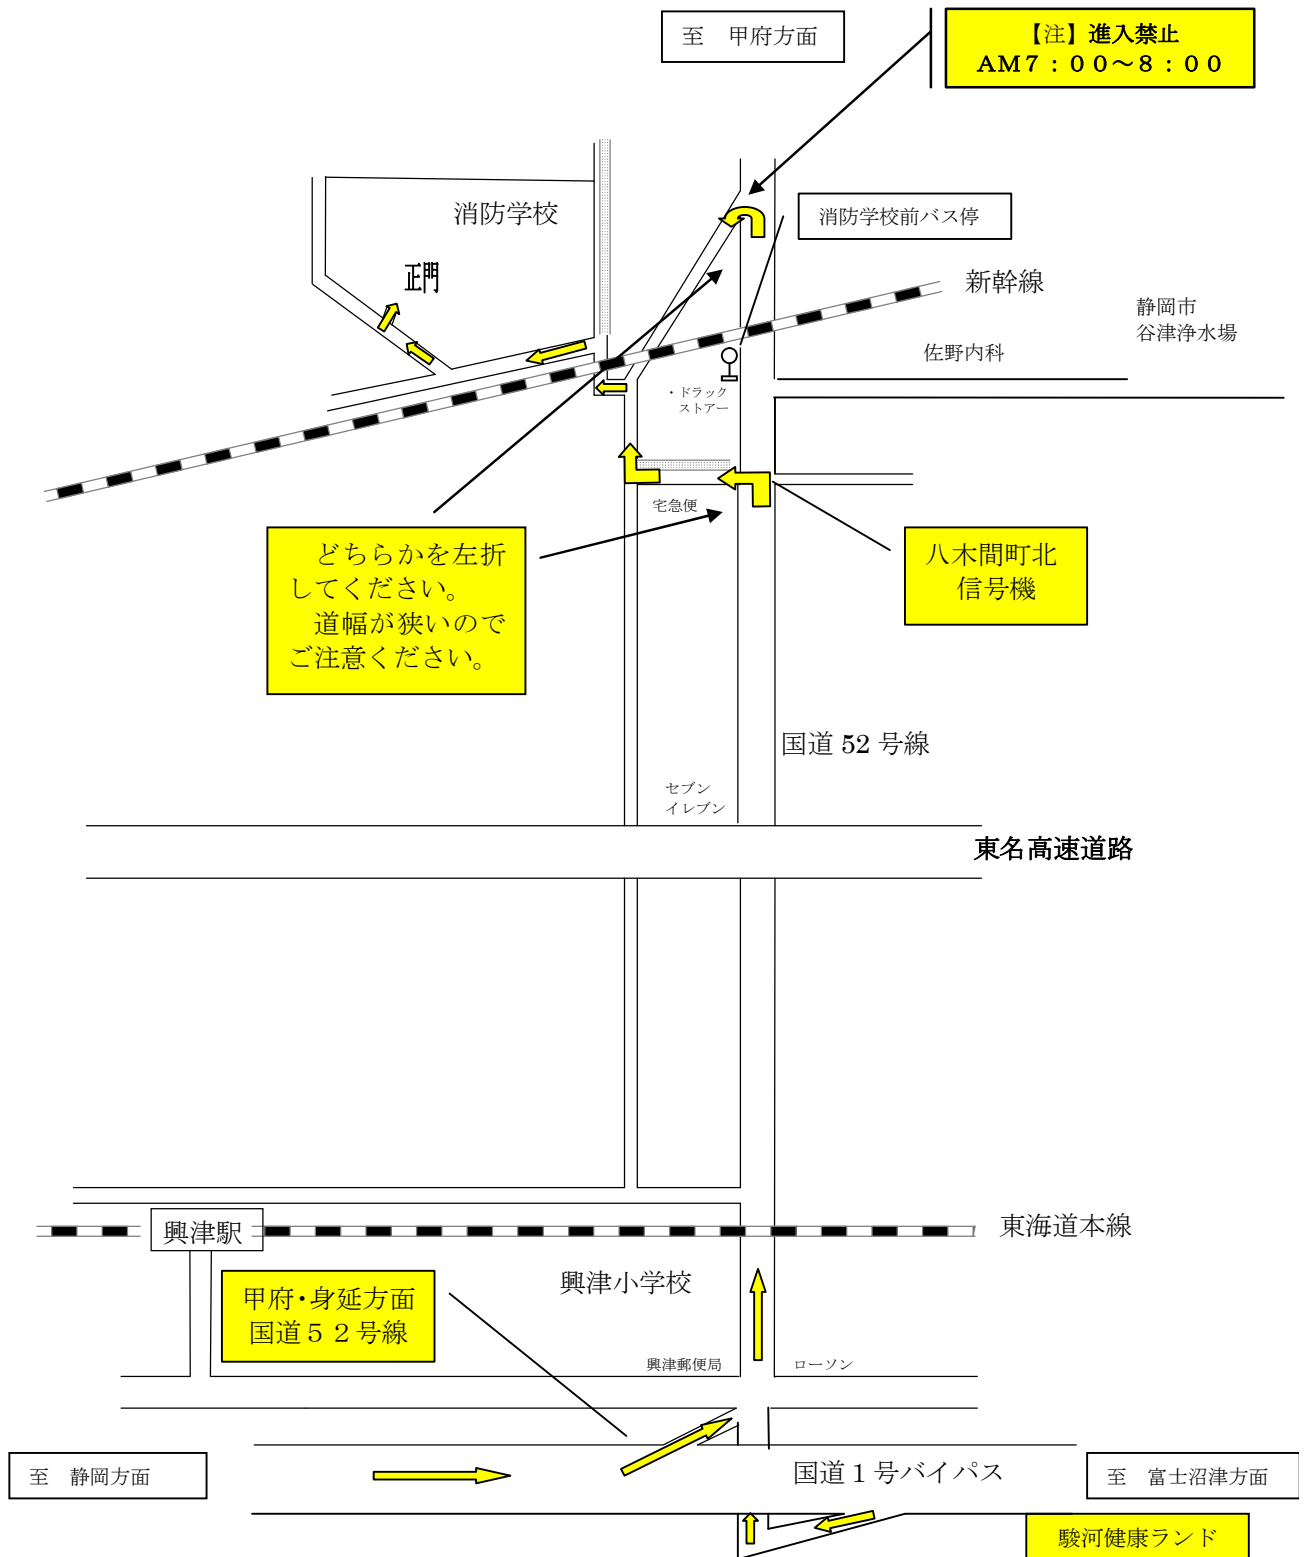 至　甲府方面
【注】進入禁止
ＡＭ７：００～８：００
消防学校
消防学校前バス停
正門
新幹線
静岡市
谷津浄水場
佐野内科
・ドラック
ストアー
宅急便
どちらかを左折
してください。
道幅が狭いので
ご注意ください。
八木間町北
信号機
国道 52 号線
セブン
イレブン
東名高速道路
興津駅
東海道本線
甲府・身延方面
国道５２号線
興津小学校
興津郵便局
ローソン
至　静岡方面
国道１号バイパス
至　富士沼津方面
駿河健康ランド